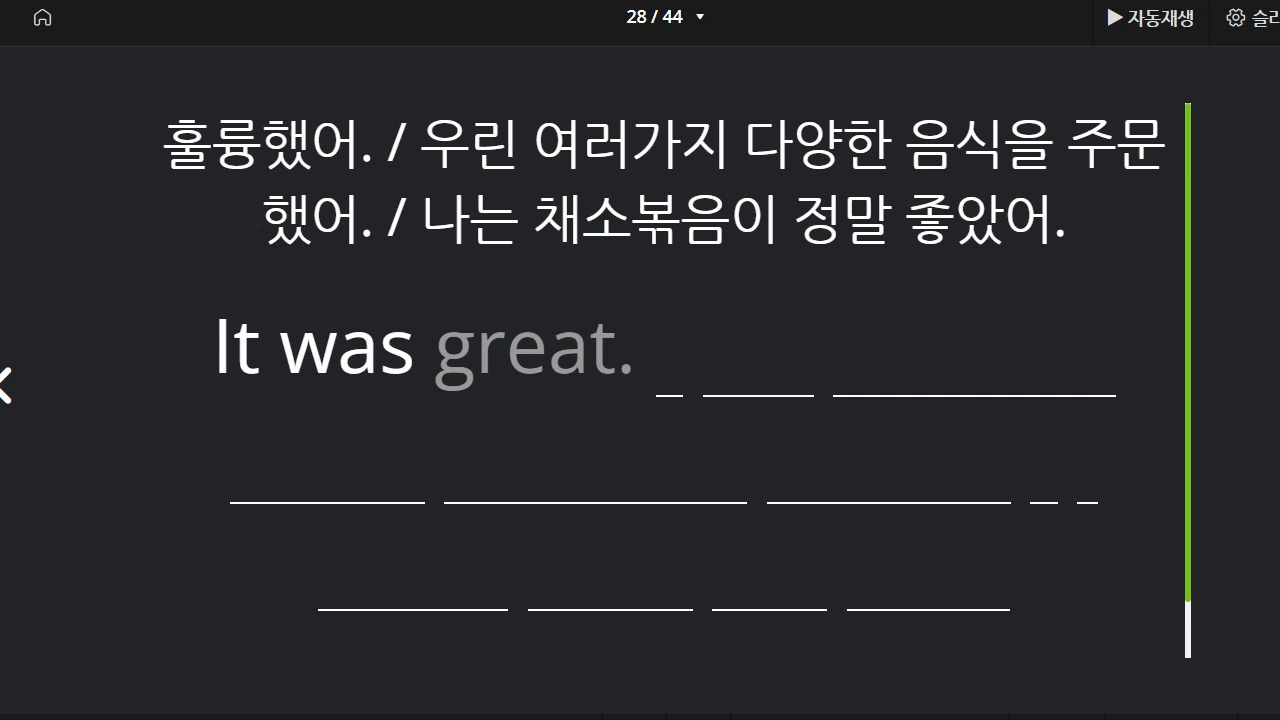 28 / 44
자동재생
슬라
훌륭했어. / 우린 여러가지 다양한 음식을 주문
했어. / 나는 채소볶음이 정말 좋았어.
It was great.